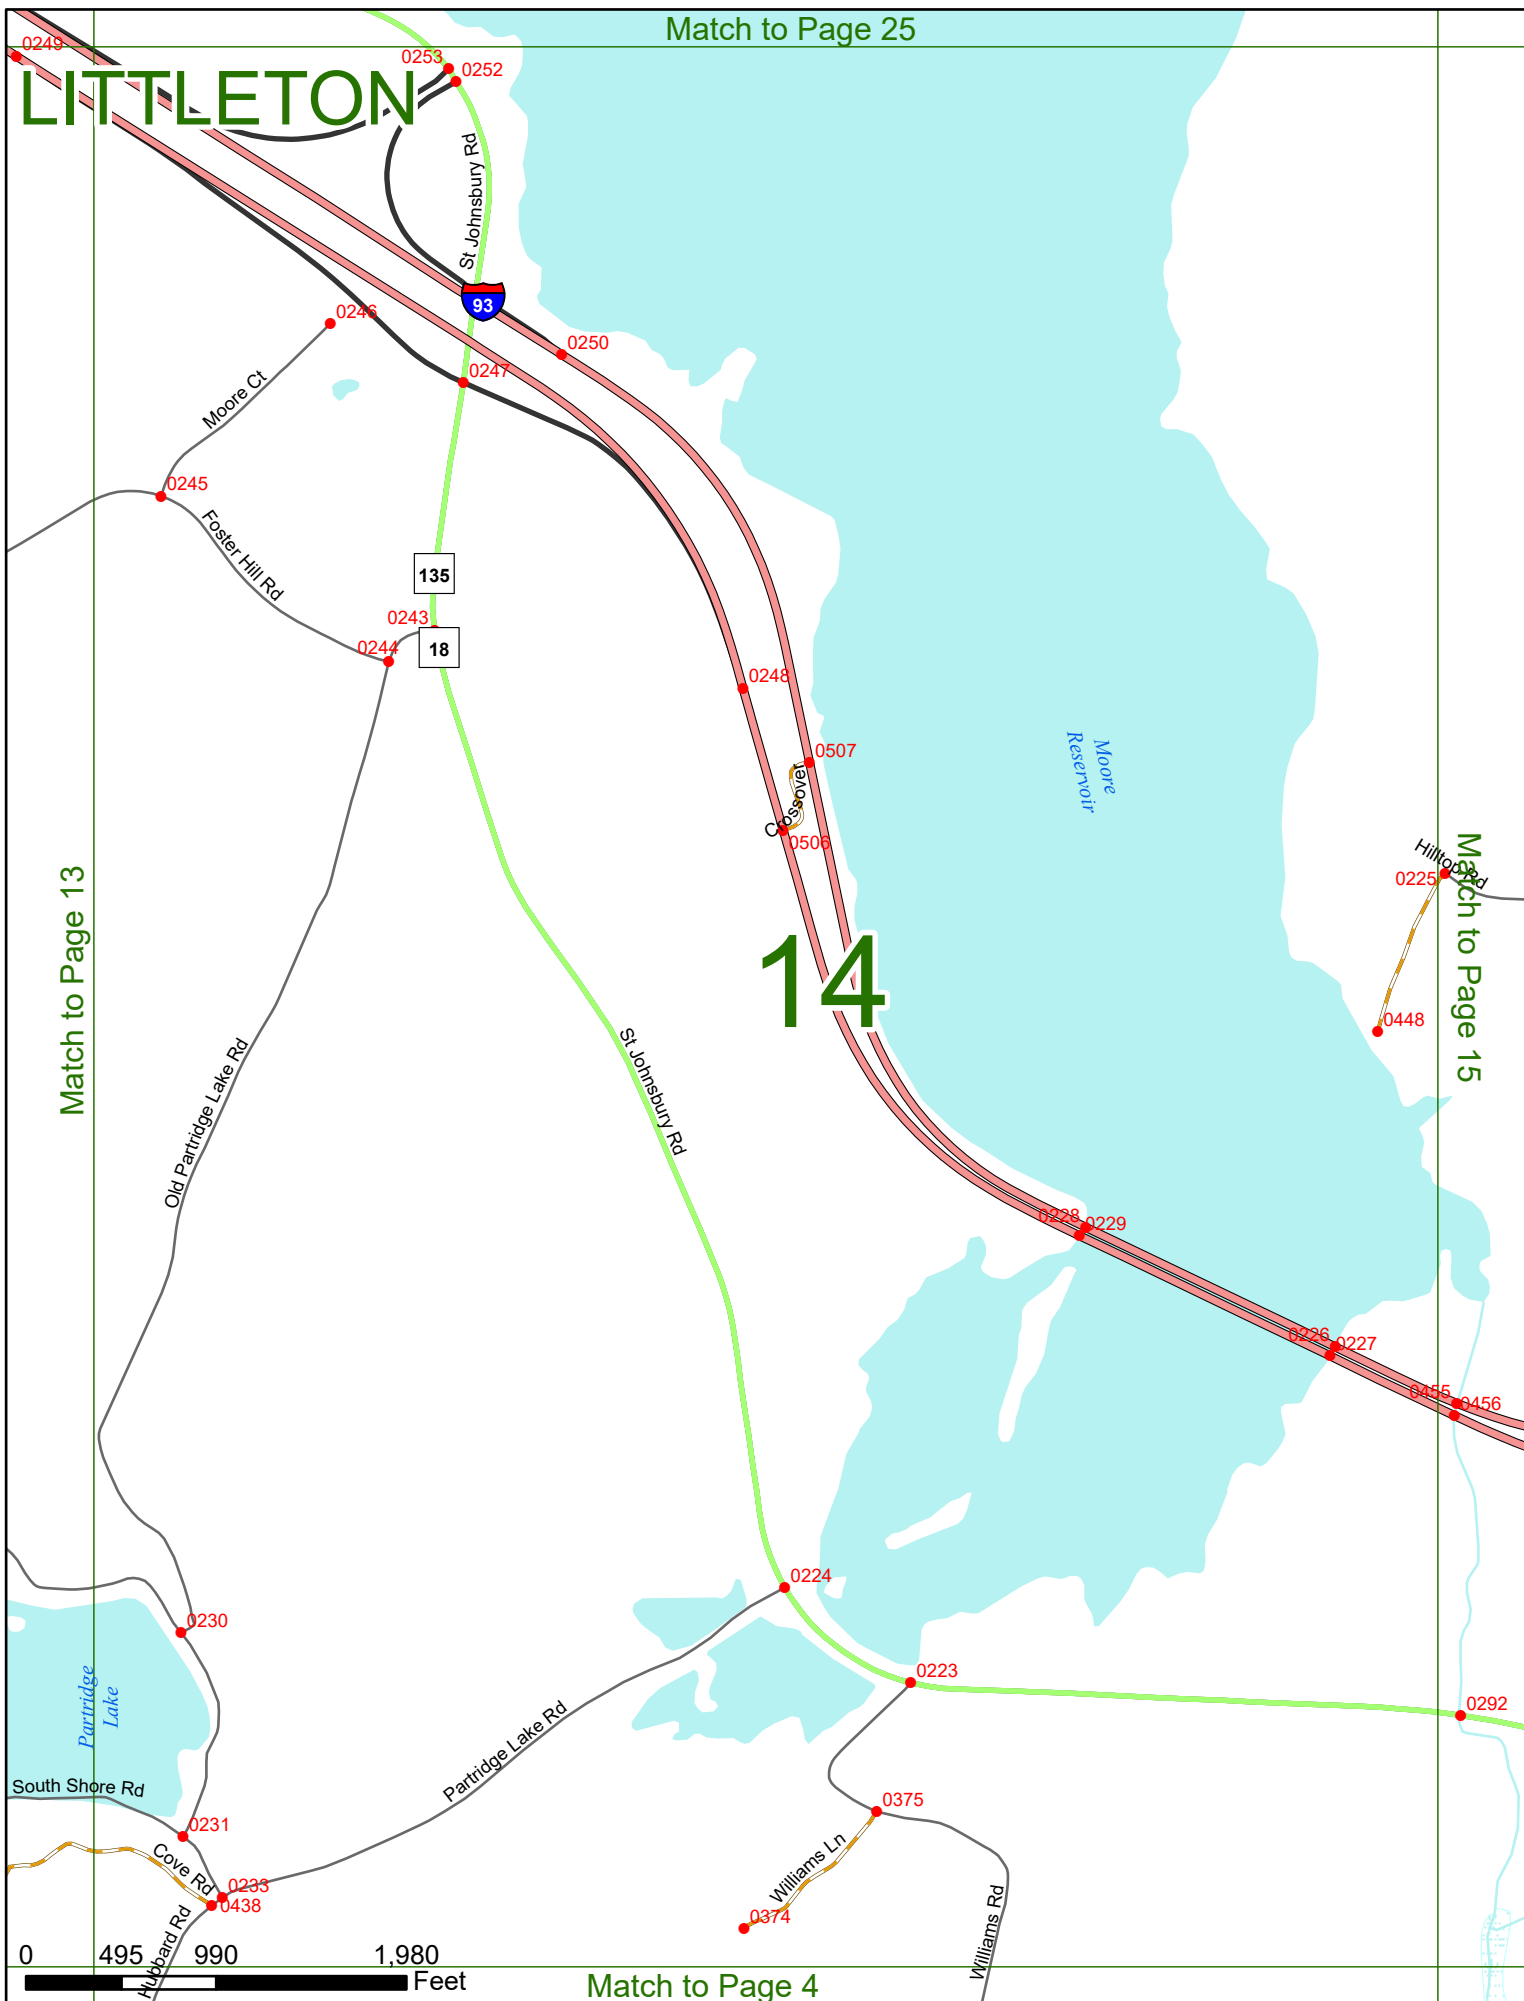 Match to Page 25
0249
0253
0252
LITTLETON
St Johnsbury Rd
93
0246
0250
0247
Moore Ct
0245
Foster Hill Rd
135
0243
18
0244
0248
0507
Crossover
0506
Moore
Reservoir
Match to Page 13
Hilltop Rd
0225
Match to Page 15
14
0448
Old Partridge Lake Rd
St Johnsbury Rd
0228
0229
0226
0227
0455
0456
0224
0230
0223
Partridge
Lake
0292
Partridge Lake Rd
South Shore Rd
0231
0375
Cove Rd
Williams Ln
0233
0438
0374
Hubbard Rd
Williams Rd
0 495 990 1,980
Feet
Match to Page 4